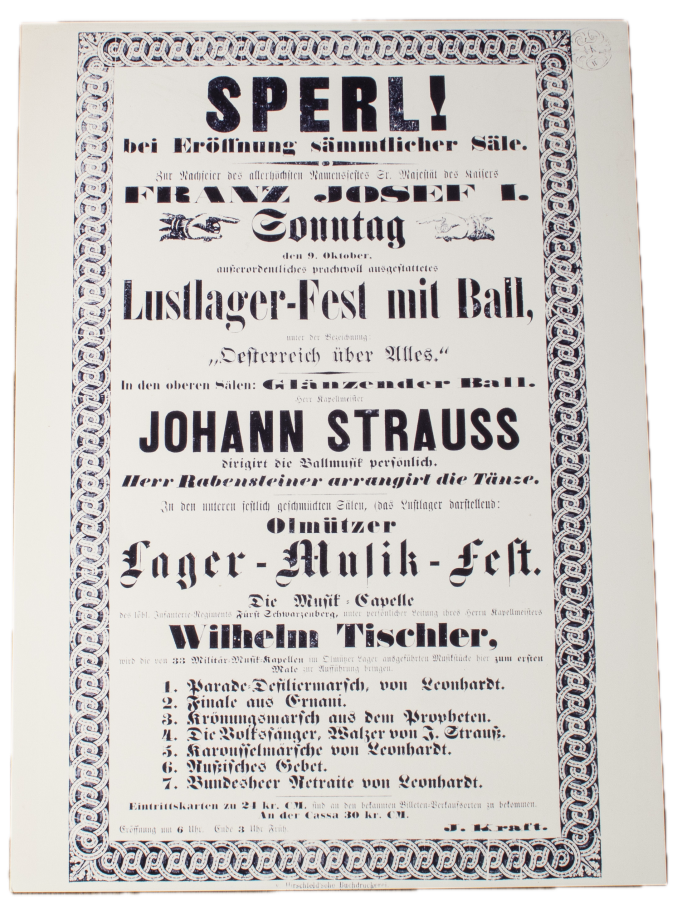 SPERL!
bei Eröffnung sämmtlicher Säle.
Zur Nachfeier des allerhöchsten Namensfestes Sr. Majestät des Kaisers
FRANZ JOSEF I.
Sonntag
den 9. Oktober,
außerordentliches prachtvoll ausgestattetes
Lustlager-Fest mit Ball,
unter der Bezeichnung
„Oesterreich über Alles.“
In den oberen Sälen: Glänzender Ball.
Herr Kapellmeister
JOHANN STRAUSS
dirigirt die Ballmusik persönlich.
Herr Rabensteiner arrangirt die Tänze.
In den unteren festlich geschmückten Sälen, (das Lustlager darstellend:
Olmützer
Lager-Musik-Fest.
Die Musik-Capelle
des löbl. Infanterie-Regiments Fürst Schwarzenberg, unter persönlicher Leitung ihres Herrn Kapellmeisters
Wilhelm Tischler,
wird die von 33 Militär-Musik-Kapellen im Olmützer Lager ausgeführten Musikstücke hier zum ersten
Male zur Aufführung bringen.
1. Parade-Defiliermarsch, von Leonhardt.
2. Finale aus Ernani.
3. Krönungsmarsch aus dem Propheten.
4. Die Volksänger, Walzer von J. Strauß.
5. Karousselmarsche von Leonhardt.
6. Rußisches Gebet.
7. Bundesheer Retraite von Leonhardt.
Eintrittskarten zu 24 kr. CM. sind an den bekannten Billeten-Verkaufsorten zu bekommen.
An der Cassa 30 kr. CM.
Eröffnung um 6 Uhr. Ende 3 Uhr Früh.
J. Kraft.
Buchdruckerei